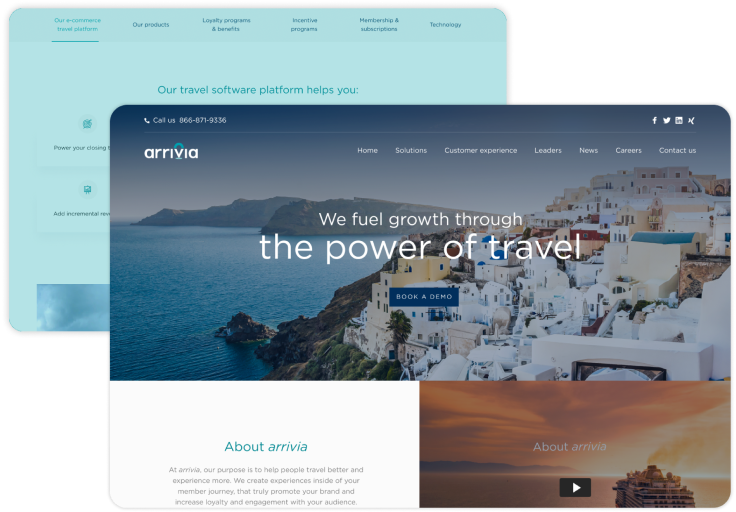 Our e-commerce
travel platform
Our products
Loyalty programs
& benefits
Incentive
programs
Membership &
subscriptions
Technology
Our travel software platform helps you:
Power your closing
Add incremental
Call us 866-871-9336
arrivia
Home
Solutions
Customer experience
Leaders
News
Careers
Contact us
We fuel growth through
the power of travel
BOOK A DEMO
About arrivia
At arrivia, our purpose is to help people travel better and
experience more. We create experiences inside of your
member journey, that truly promote your brand and
increase loyalty and engagement with your audience.
About arrivia